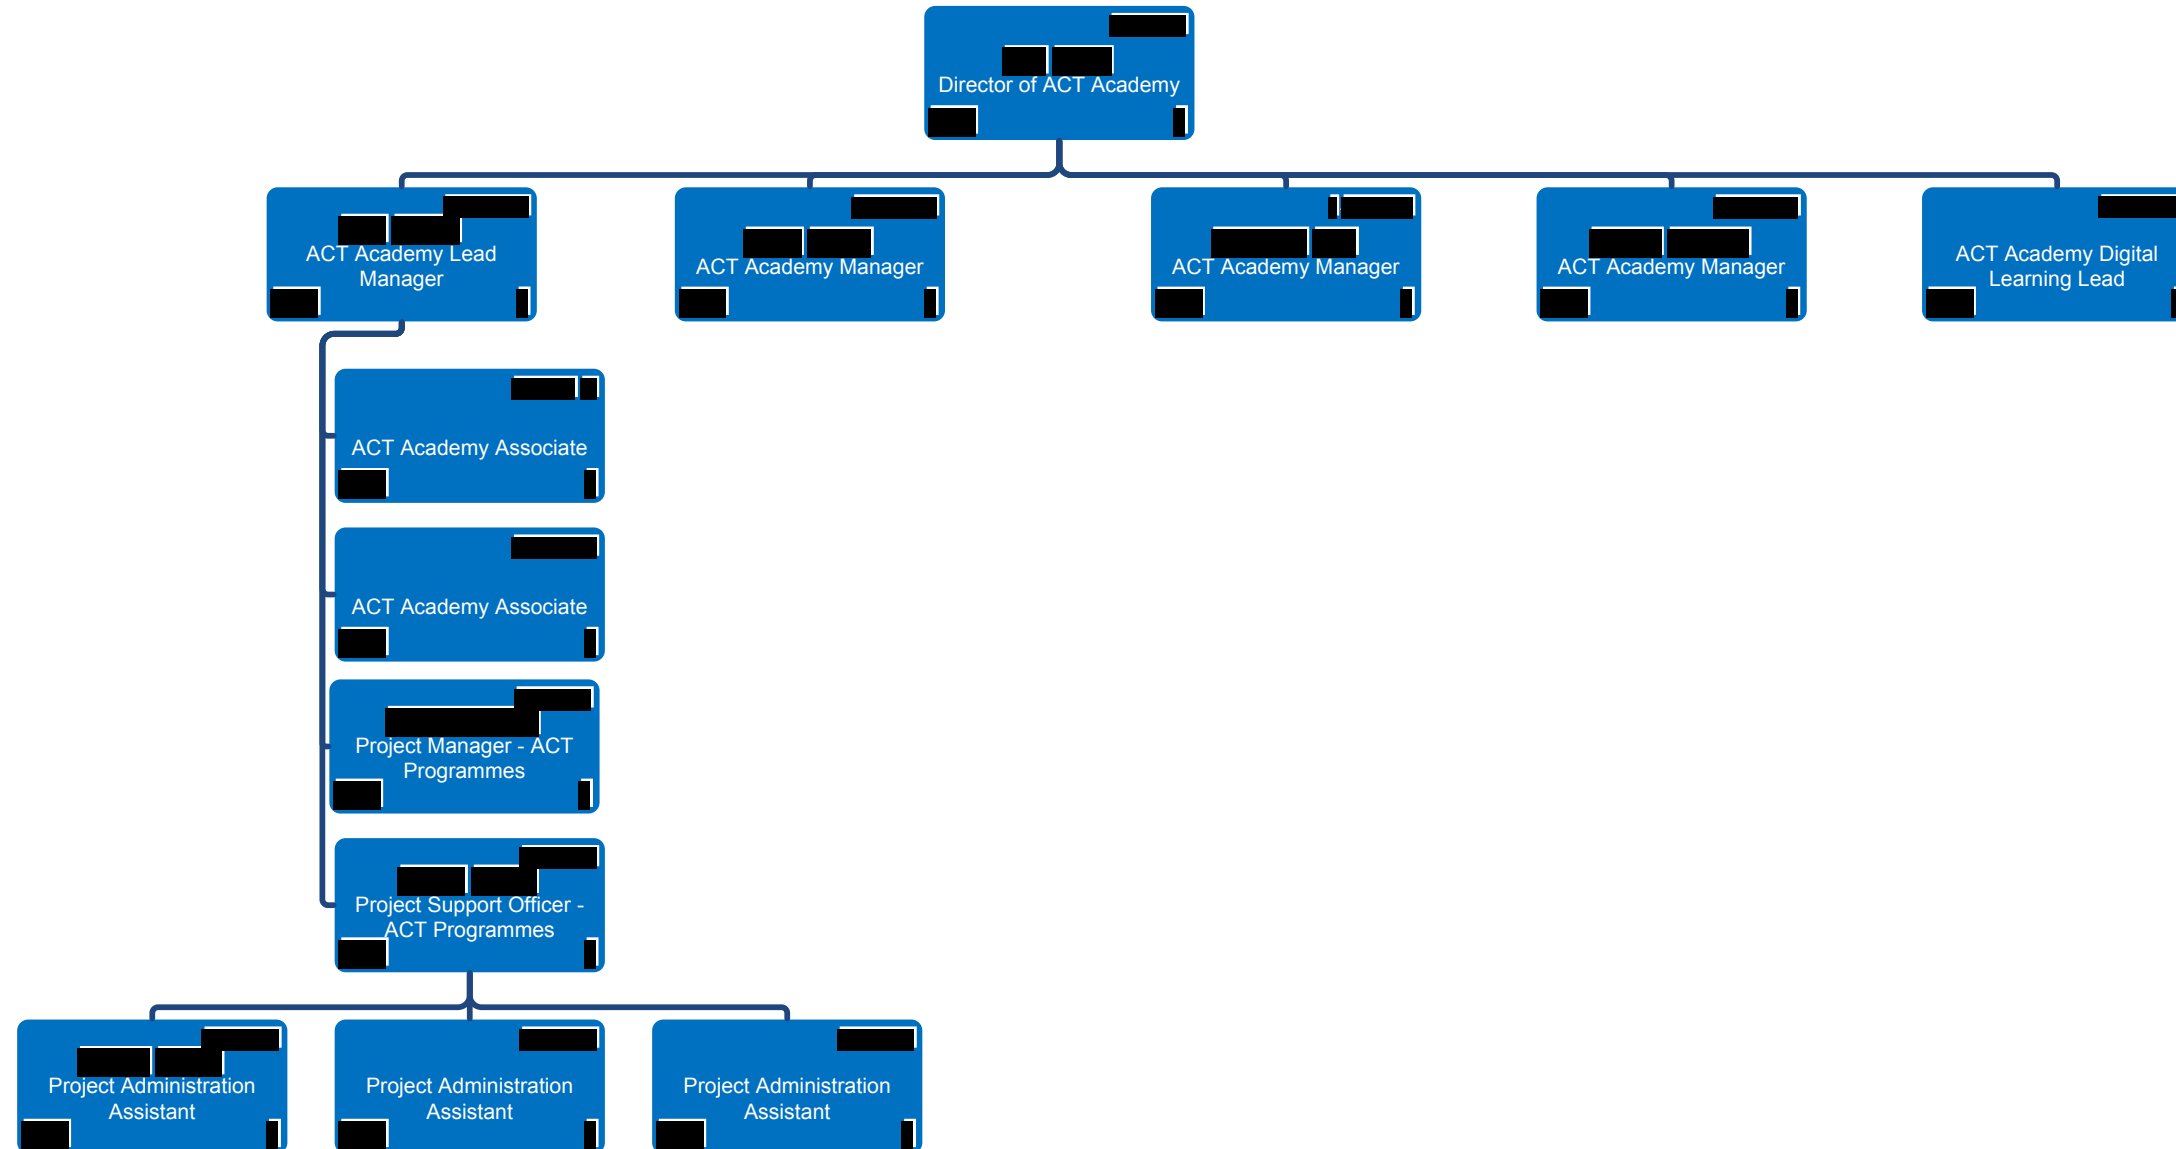 Director of ACT Academy
ACT Academy Lead
Manager
ACT Academy Manager
ACT Academy Manager
ACT Academy Manager
ACT Academy Digital
Learning Lead
ACT Academy Associate
ACT Academy Associate
Project Manager - ACT
Programmes
Project Support Officer -
ACT Programmes
Project Administration
Assistant
Project Administration
Assistant
Project Administration
Assistant